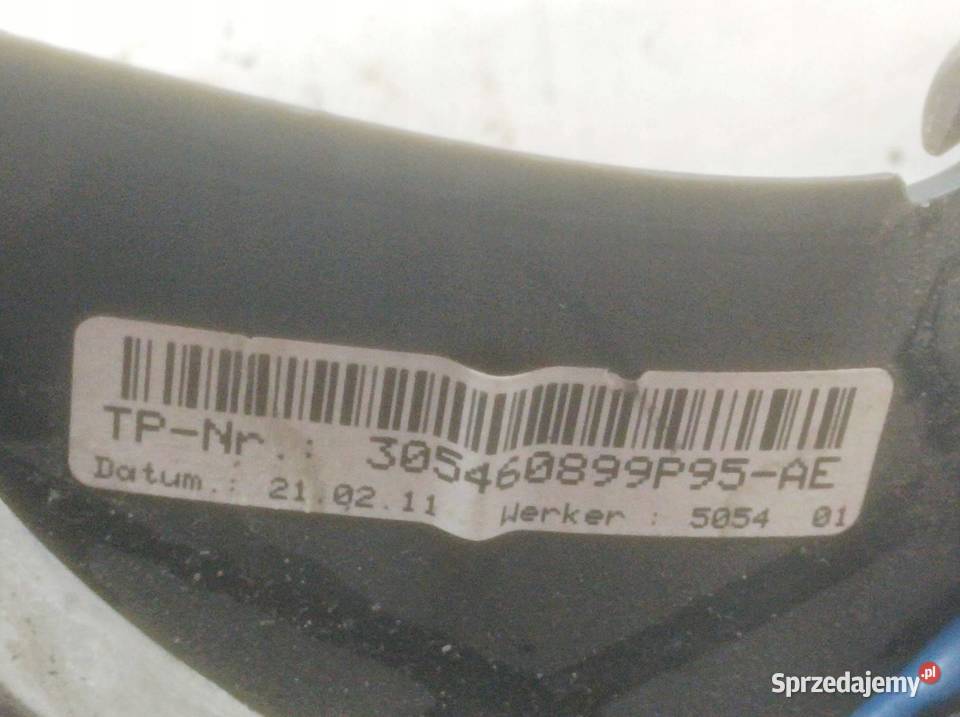 TP-Nr.: 305460899P95-AE
Datum.: 21.02.11 Werker : 5054 01
Sprzedajemy.pl